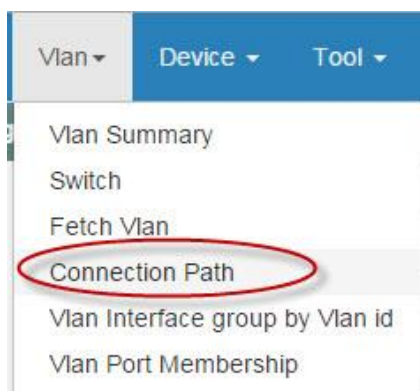 Vlan Device Tool
Vlan Summary
Switch
Fetch Vlan
Connection Path
Vlan Interface group by Vlan id
Vlan Port Membership